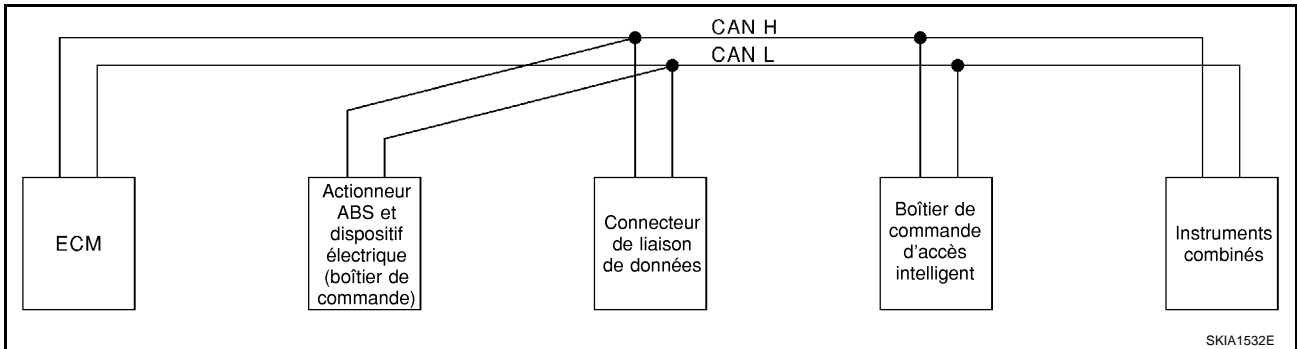 CAN H
CAN L
ECM
Actionneur
ABS et
dispositif
électrique
(boîtier de
commande)
Connecteur
de liaison
de données
Boîtier de
commande
d'accès
intelligent
Instruments
combinés
SKIA1532E